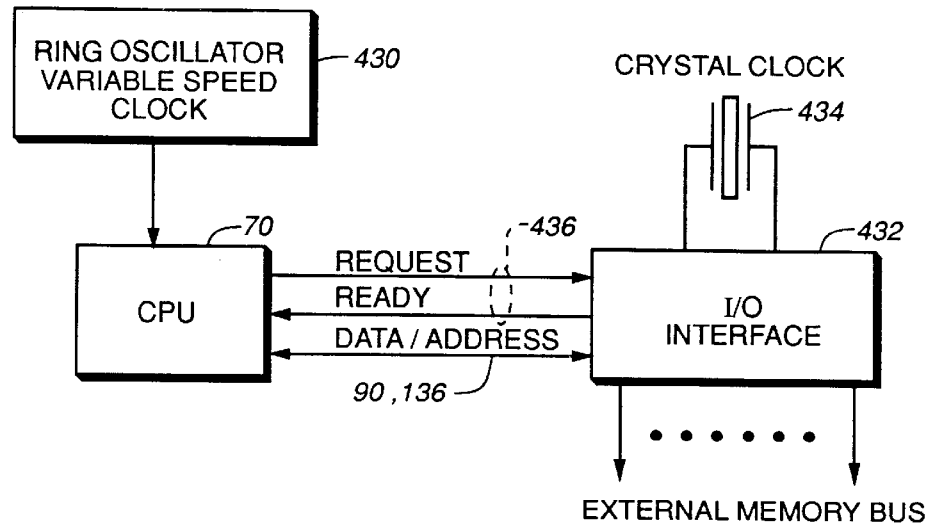 RING OSCILLATOR
VARIABLE SPEED
CLOCK
430
CRYSTAL CLOCK
434
70
436
432
CPU
REQUEST
READY
DATA / ADDRESS
90 ,136
I/O
INTERFACE
EXTERNAL MEMORY BUS